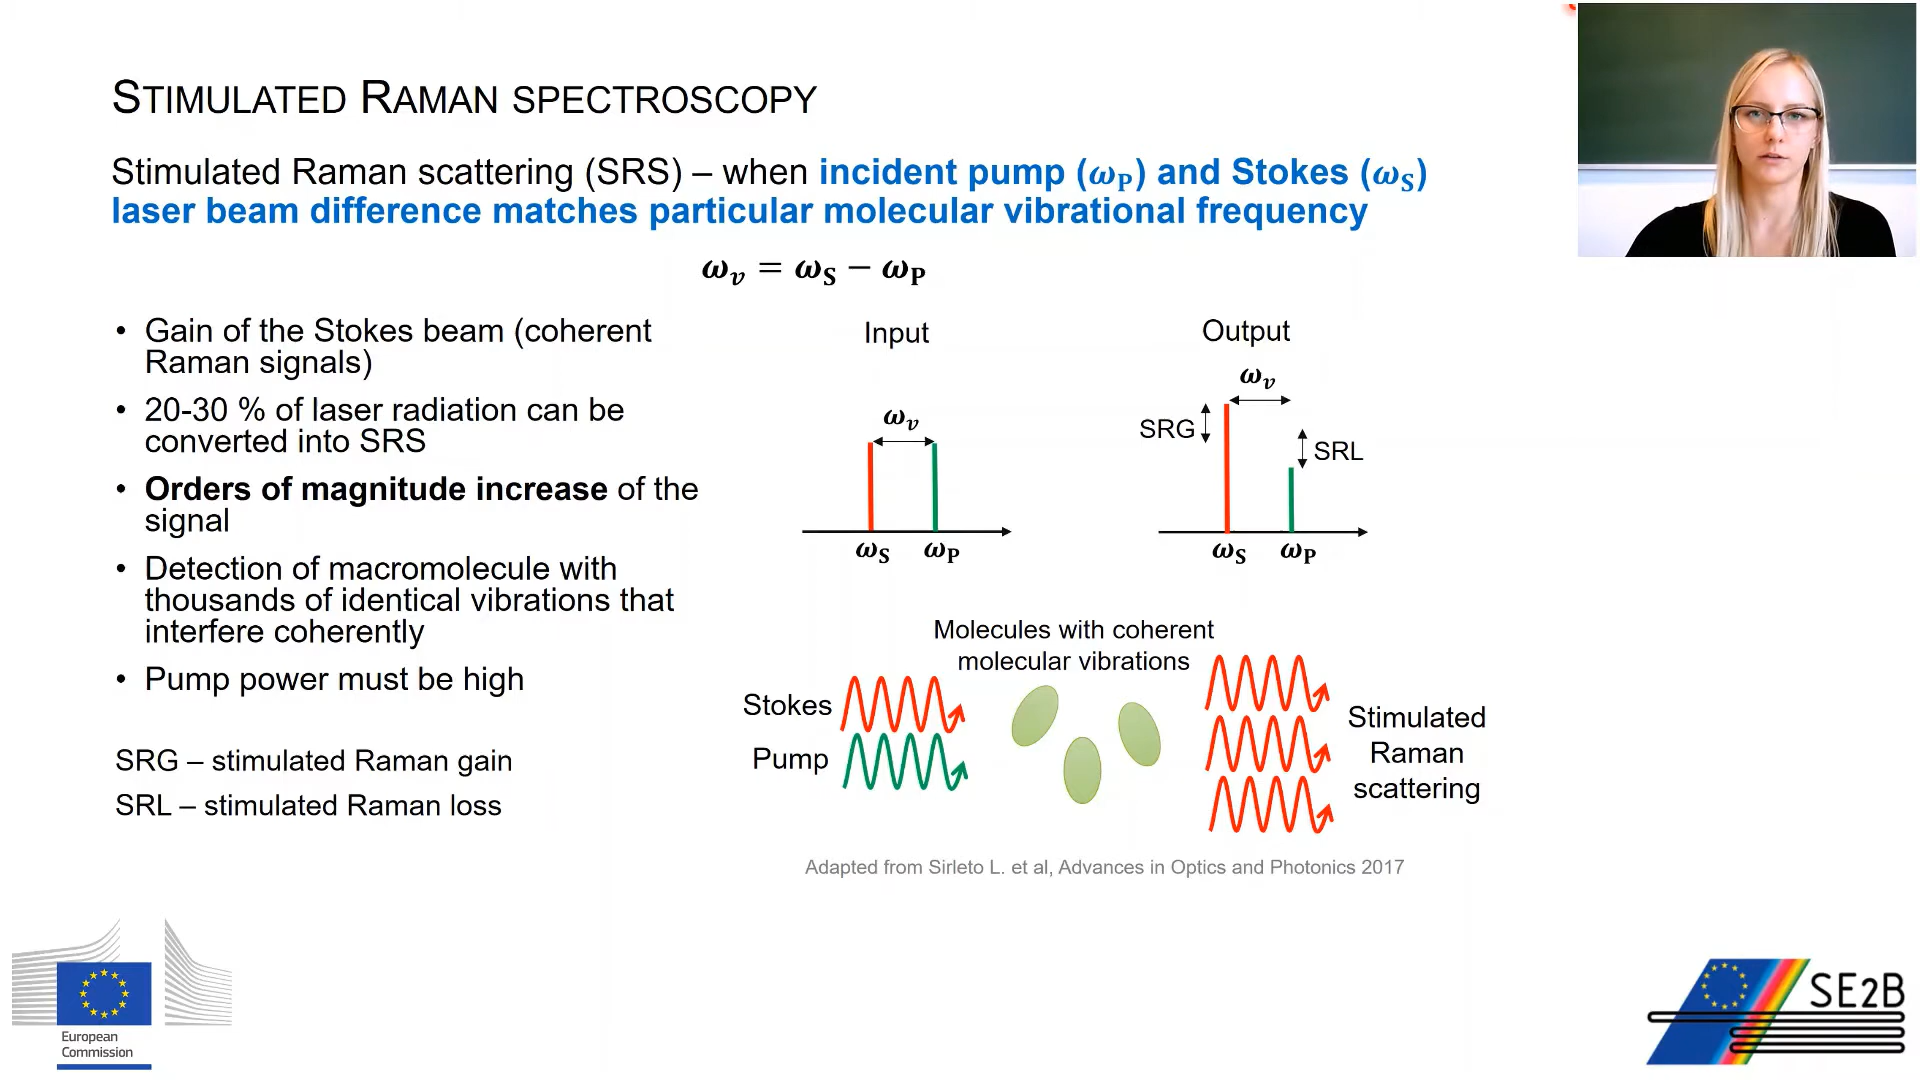 STIMULATED RAMAN SPECTROSCOPY
Stimulated Raman scattering (SRS) – when incident pump (ωP) and Stokes (ωS)
laser beam difference matches particular molecular vibrational frequency
ωv = ωS − ωP
• Gain of the Stokes beam (coherent
Raman signals)
• 20-30 % of laser radiation can be
converted into SRS
• Orders of magnitude increase of the
signal
• Detection of macromolecule with
thousands of identical vibrations that
interfere coherently
• Pump power must be high
SRG – stimulated Raman gain
SRL – stimulated Raman loss
Input
ωv
ωS ωP
Output
ωv
SRG
SRL
ωS ωP
Molecules with coherent
molecular vibrations
Stokes
Pump
Stimulated
Raman
scattering
Adapted from Sirleto L. et al, Advances in Optics and Photonics 2017
European
Commission
SE2B